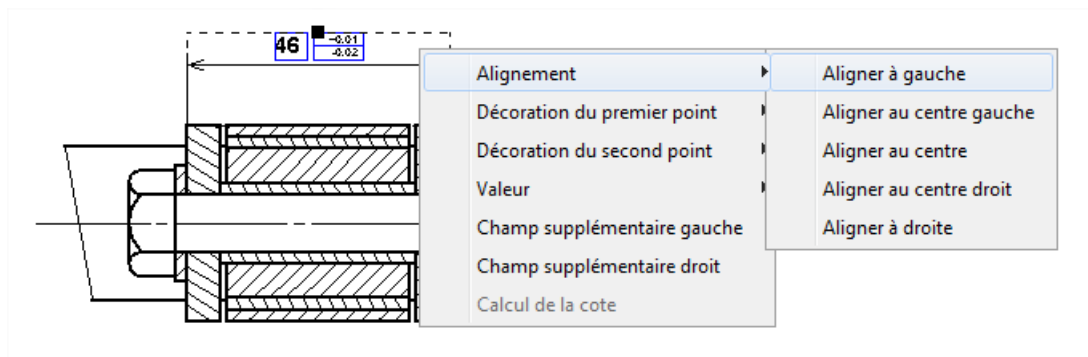 46 -0.01
-0.02
Alignement
Décoration du premier point
Décoration du second point
Valeur
Champ supplémentaire gauche
Champ supplémentaire droit
Calcul de la cote
Aligner à gauche
Aligner au centre gauche
Aligner au centre
Aligner au centre droit
Aligner à droite